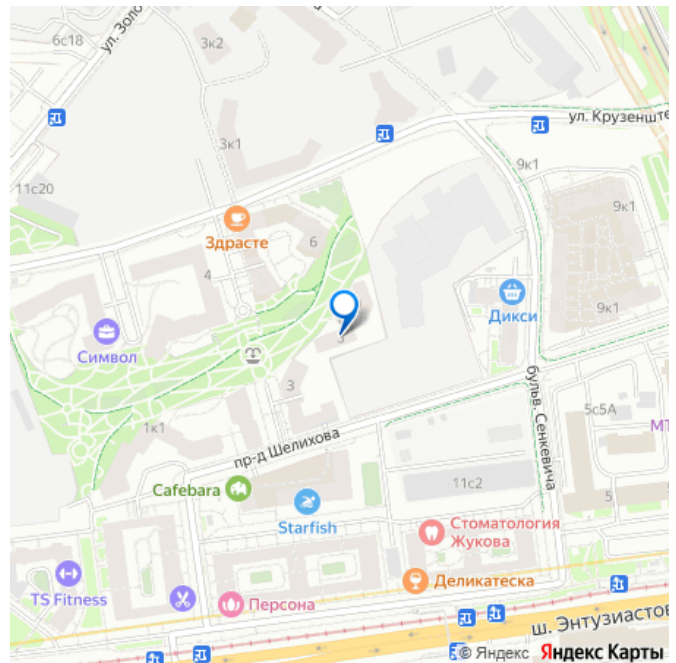 6с18
ул. Золо
3к2
ул. Крузенште
3к1
9к1
11с20
9к1
Здрасте
6
4
9к1
Дикси
Символ
3
3
бульв. Сенкевича
5с5А
МТ
1к1
пр-д Шелихова
Cafebara
11с2
5
Starfish
Стоматология
Жукова
TS Fitness
Персона
Деликатеска
ш. Энтузиастов
© Яндекс Яндекс Карты